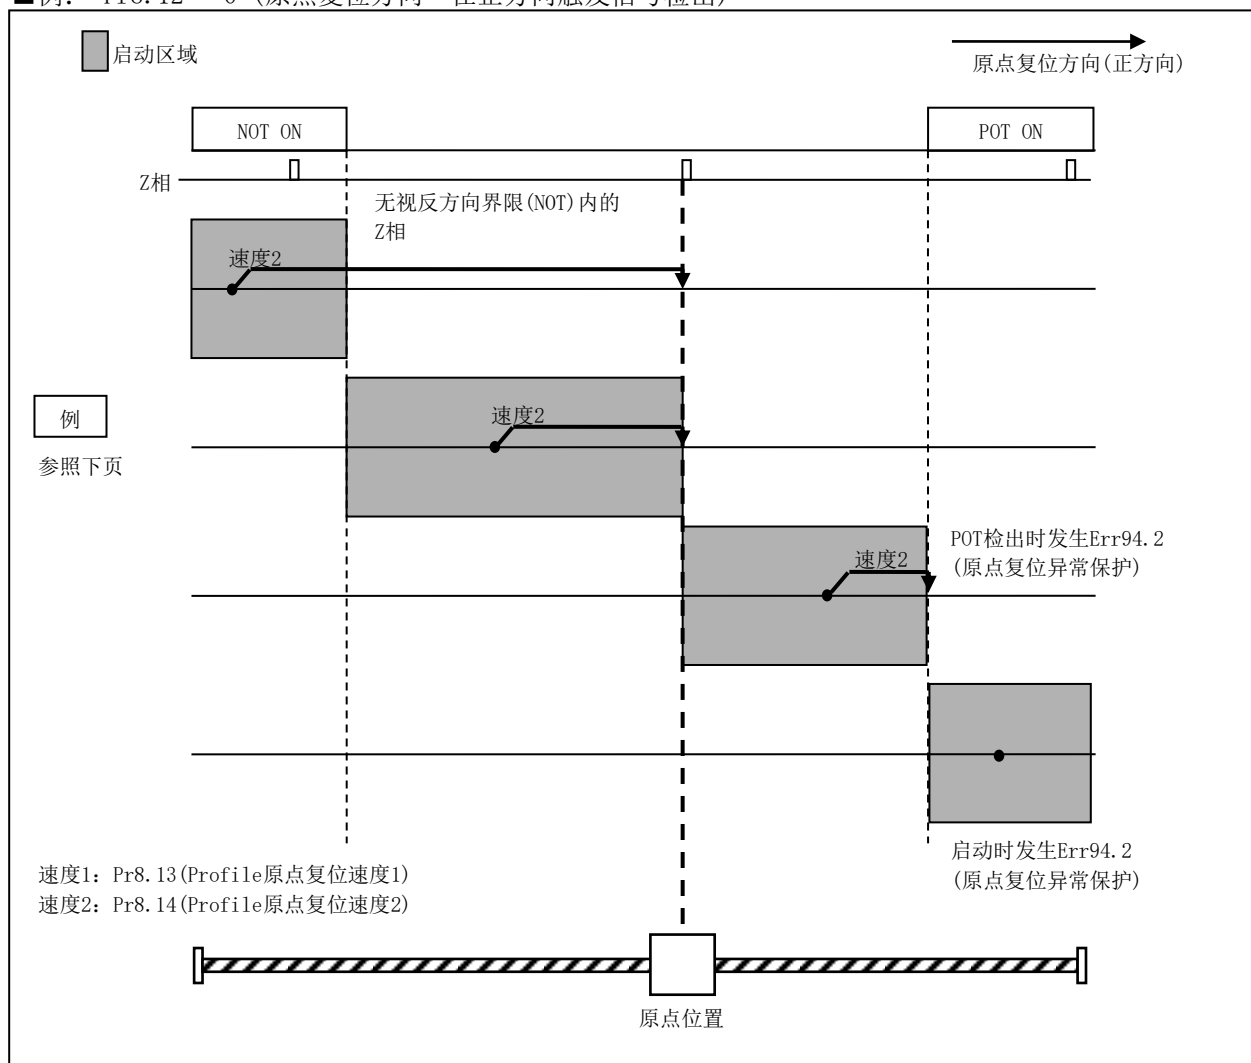 启动区域
原点复位方向(正方向)
NOT ON
POT ON
Z相
无视反方向界限(NOT)内的
Z相
速度2
速度2
例
参照下页
速度2
POT检出时发生Err94.2
(原点复位异常保护)
启动时发生Err94.2
(原点复位异常保护)
速度1：Pr8.13(Profile原点复位速度1)
速度2：Pr8.14(Profile原点复位速度2)
原点位置